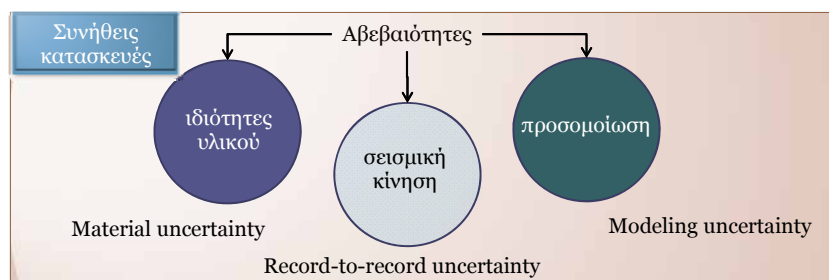 Συνήθεις
κατασκευές
Αβεβαιότητες
ιδιότητες
υλικού
σεισμική
κίνηση
προσομοίωση
Material uncertainty
Record-to-record uncertainty
Modeling uncertainty